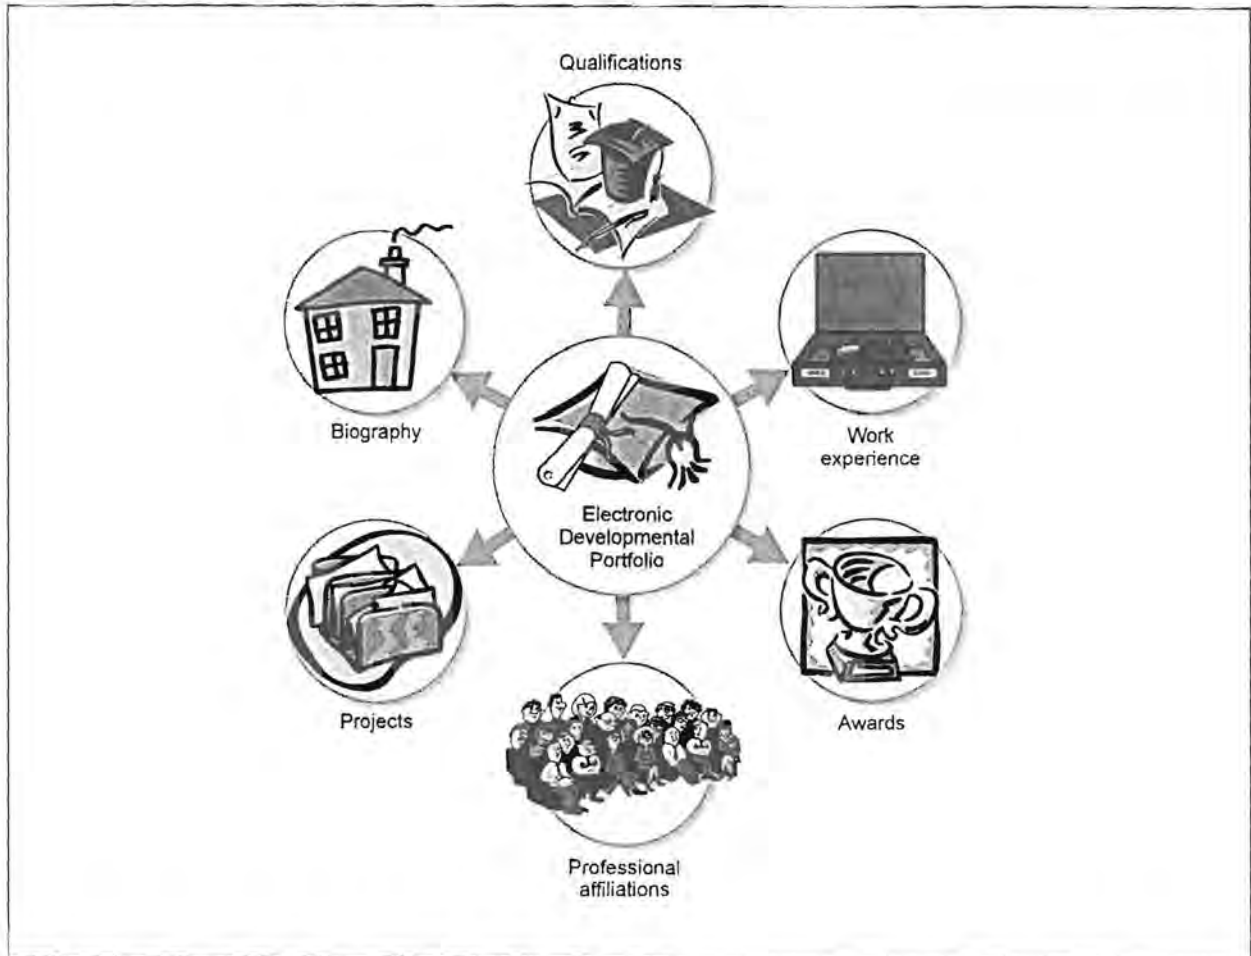 Qualifications
Biography
Work
experience
Electronic
Developmental
Portfolio
Projects
Awards
Professional
affiliations